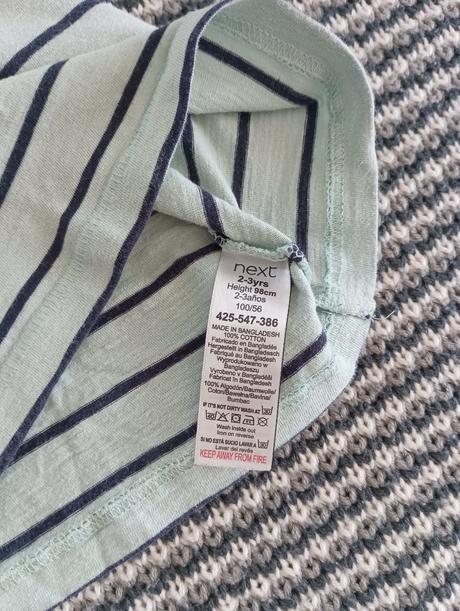 next
2-3yrs
Height 98cm
2-3años
100/56
425-547-386
MADE IN BANGLADESH
100% COTTON
Fabricado en Bangladés
Hergestellt in Bangladesch
Fabriqué au Bangladesh
Wyprodukowano w
Bangladeszu
Vyrobeno v Bangladéši
Fabricat în Bangladesh
100% Algodón/Baumwolle/
Coton/Bawełna/Bavlna/
Bumbac
IF IT'S NOT DIRTY WASH AT 30
Wash inside out
Iron on reverse
SI NO ESTÁ SUCIO LAVAR A 30
Lavar del revés
KEEP AWAY FROM FIRE